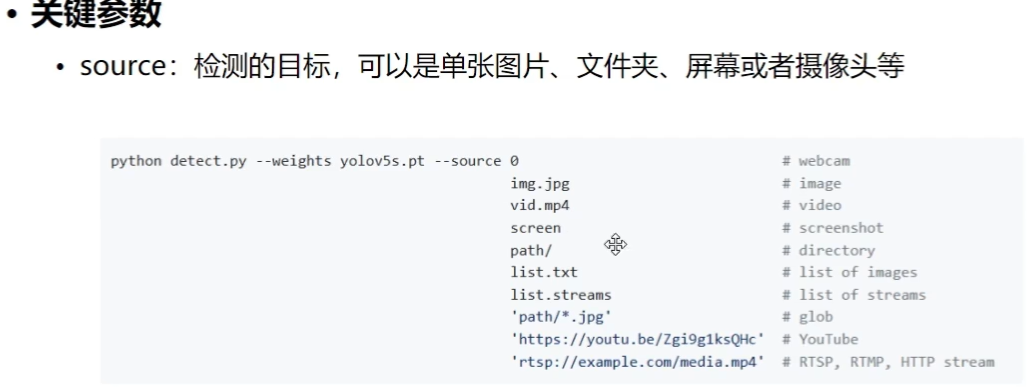 • 关键参数
• source：检测的目标，可以是单张图片、文件夹、屏幕或者摄像头等
python detect.py --weights yolov5s.pt --source 0 # webcam
img.jpg # image
vid.mp4 # video
screen # screenshot
path/ # directory
list.txt # list of images
list.streams # list of streams
'path/*.jpg' # glob
'https://youtu.be/Zgi9g1ksQHc' # YouTube
'rtsp://example.com/media.mp4' # RTSP, RTMP, HTTP stream